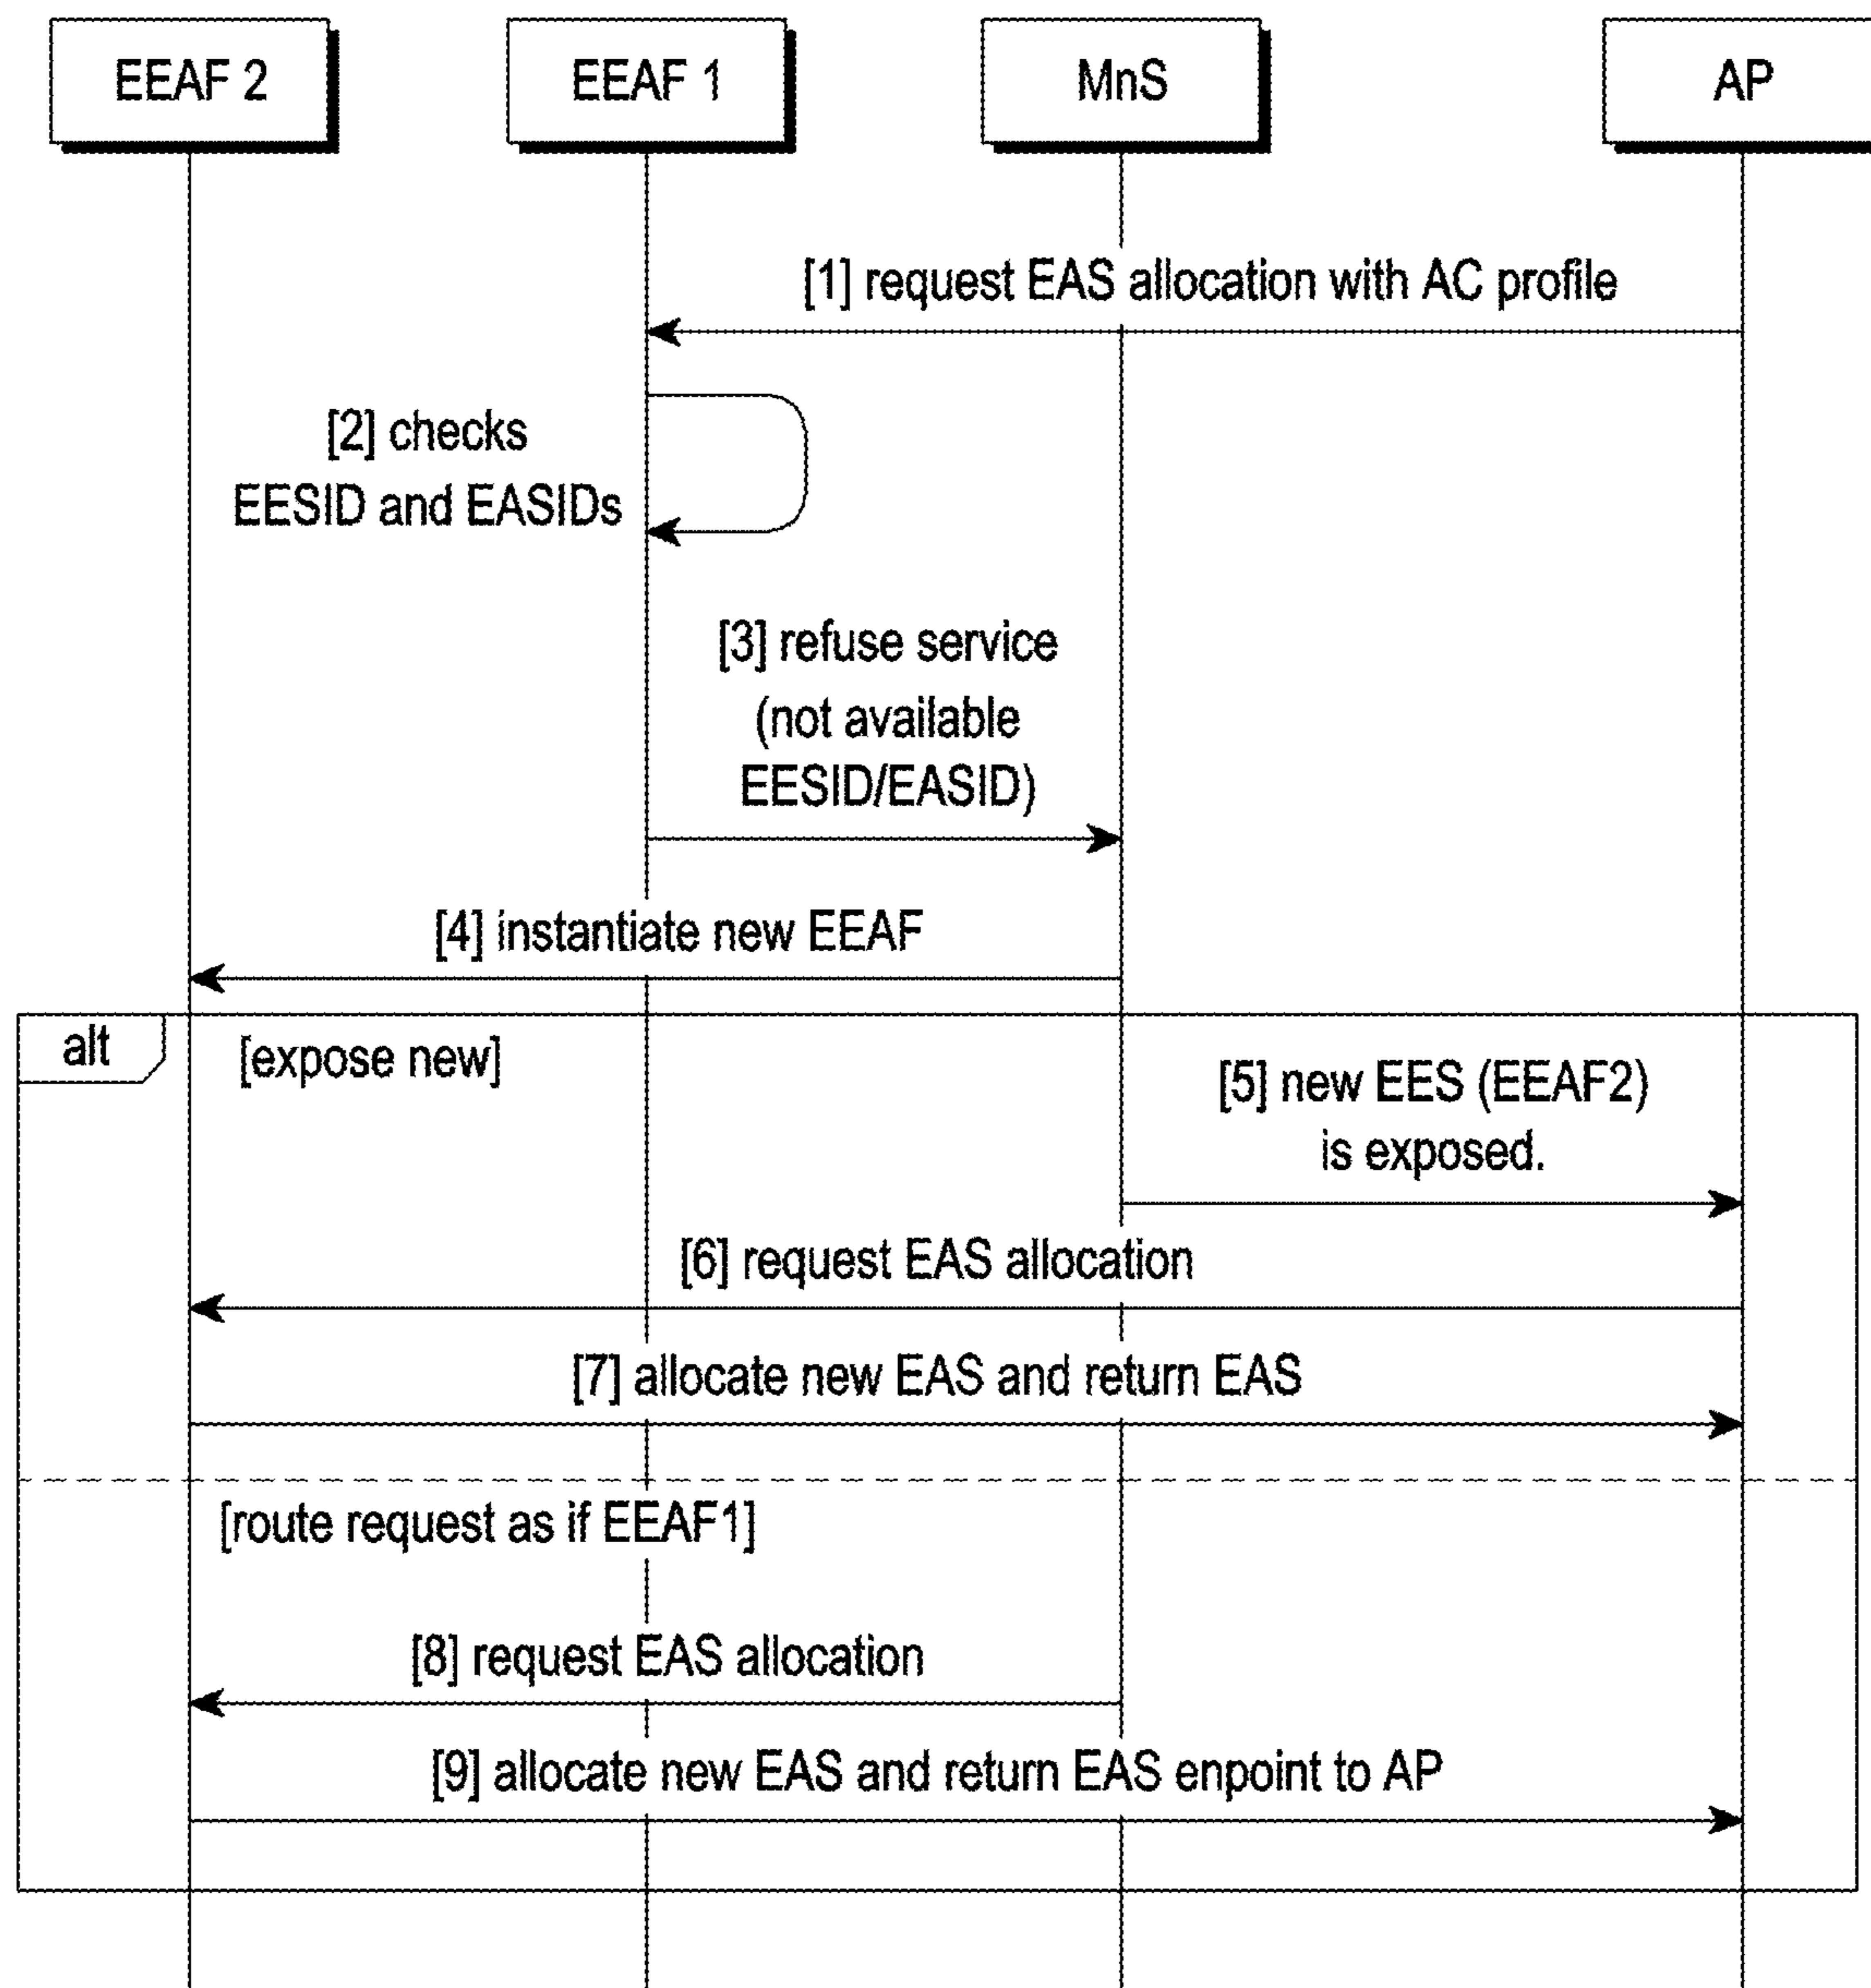 EEAF 2
EEAF 1
MnS
AP
[1] request EAS allocation with AC profile
[2] checks
EESID and EASIDs
[3] refuse service
(not available
EESID/EASID)
[4] instantiate new EEAF
alt
[expose new]
[5] new EES (EEAF2)
is exposed.
[6] request EAS allocation
[7] allocate new EAS and return EAS
[route request as if EEAF1]
[8] request EAS allocation
[9] allocate new EAS and return EAS enpoint to AP